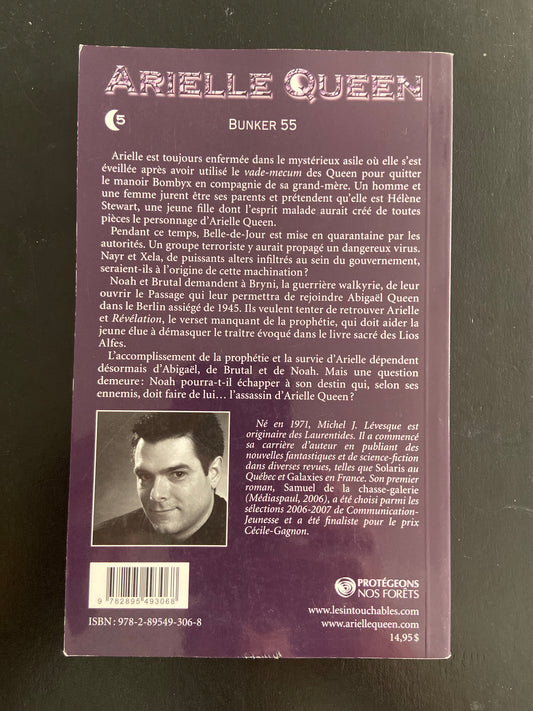 ARIELLE QUEEN
5
BUNKER 55
Arielle est toujours enfermée dans le mystérieux asile où elle s'est
éveillée après avoir utilisé le vade-mecum des Queen pour quitter
le manoir Bombyx en compagnie de sa grand-mère. Un homme et
une femme jurent être ses parents et prétendent qu'elle est Hélène
Stewart, une jeune fille dont l'esprit malade aurait créé de toutes
pièces le personnage d'Arielle Queen.
Pendant ce temps, Belle-de-Jour est mise en quarantaine par les
autorités. Un groupe terroriste y aurait propagé un dangereux virus.
Nayr et Xela, de puissants alters infiltrés au sein du gouvernement,
seraient-ils à l'origine de cette machination ?
Noah et Brutal demandent à Bryni, la guerrière walkyrie, de leur
ouvrir le Passage qui leur permettra de rejoindre Abigaël Queen
dans le Berlin assiégé de 1945. Ils veulent tenter de retrouver Arielle
et Révélation, le verset manquant de la prophétie, qui doit aider la
jeune élue à démasquer le traître évoqué dans le livre sacré des Lios
Alfes.
L'accomplissement de la prophétie et la survie d'Arielle dépendent
désormais d'Abigaël, de Brutal et de Noah. Mais une question
demeure : Noah pourra-t-il échapper à son destin qui, selon ses
ennemis, doit faire de lui... l'assassin d'Arielle Queen ?
Né en 1971, Michel J. Lévesque est
originaire des Laurentides. Il a commencé
sa carrière d'auteur en publiant des
nouvelles fantastiques et de science-fiction
dans diverses revues, telles que Solaris au
Québec et Galaxies en France. Son premier
roman, Samuel de la chasse-galerie
(Médiaspaul, 2006), a été choisi parmi les
sélections 2006-2007 de Communication-
Jeunesse et a été finaliste pour le prix
Cécile-Gagnon.
9 782895 493068
ISBN : 978-2-89549-306-8
PROTÉGEONS
NOS FORÊTS
www.lesintouchables.com
www.ariellequeen.com
14,95 $